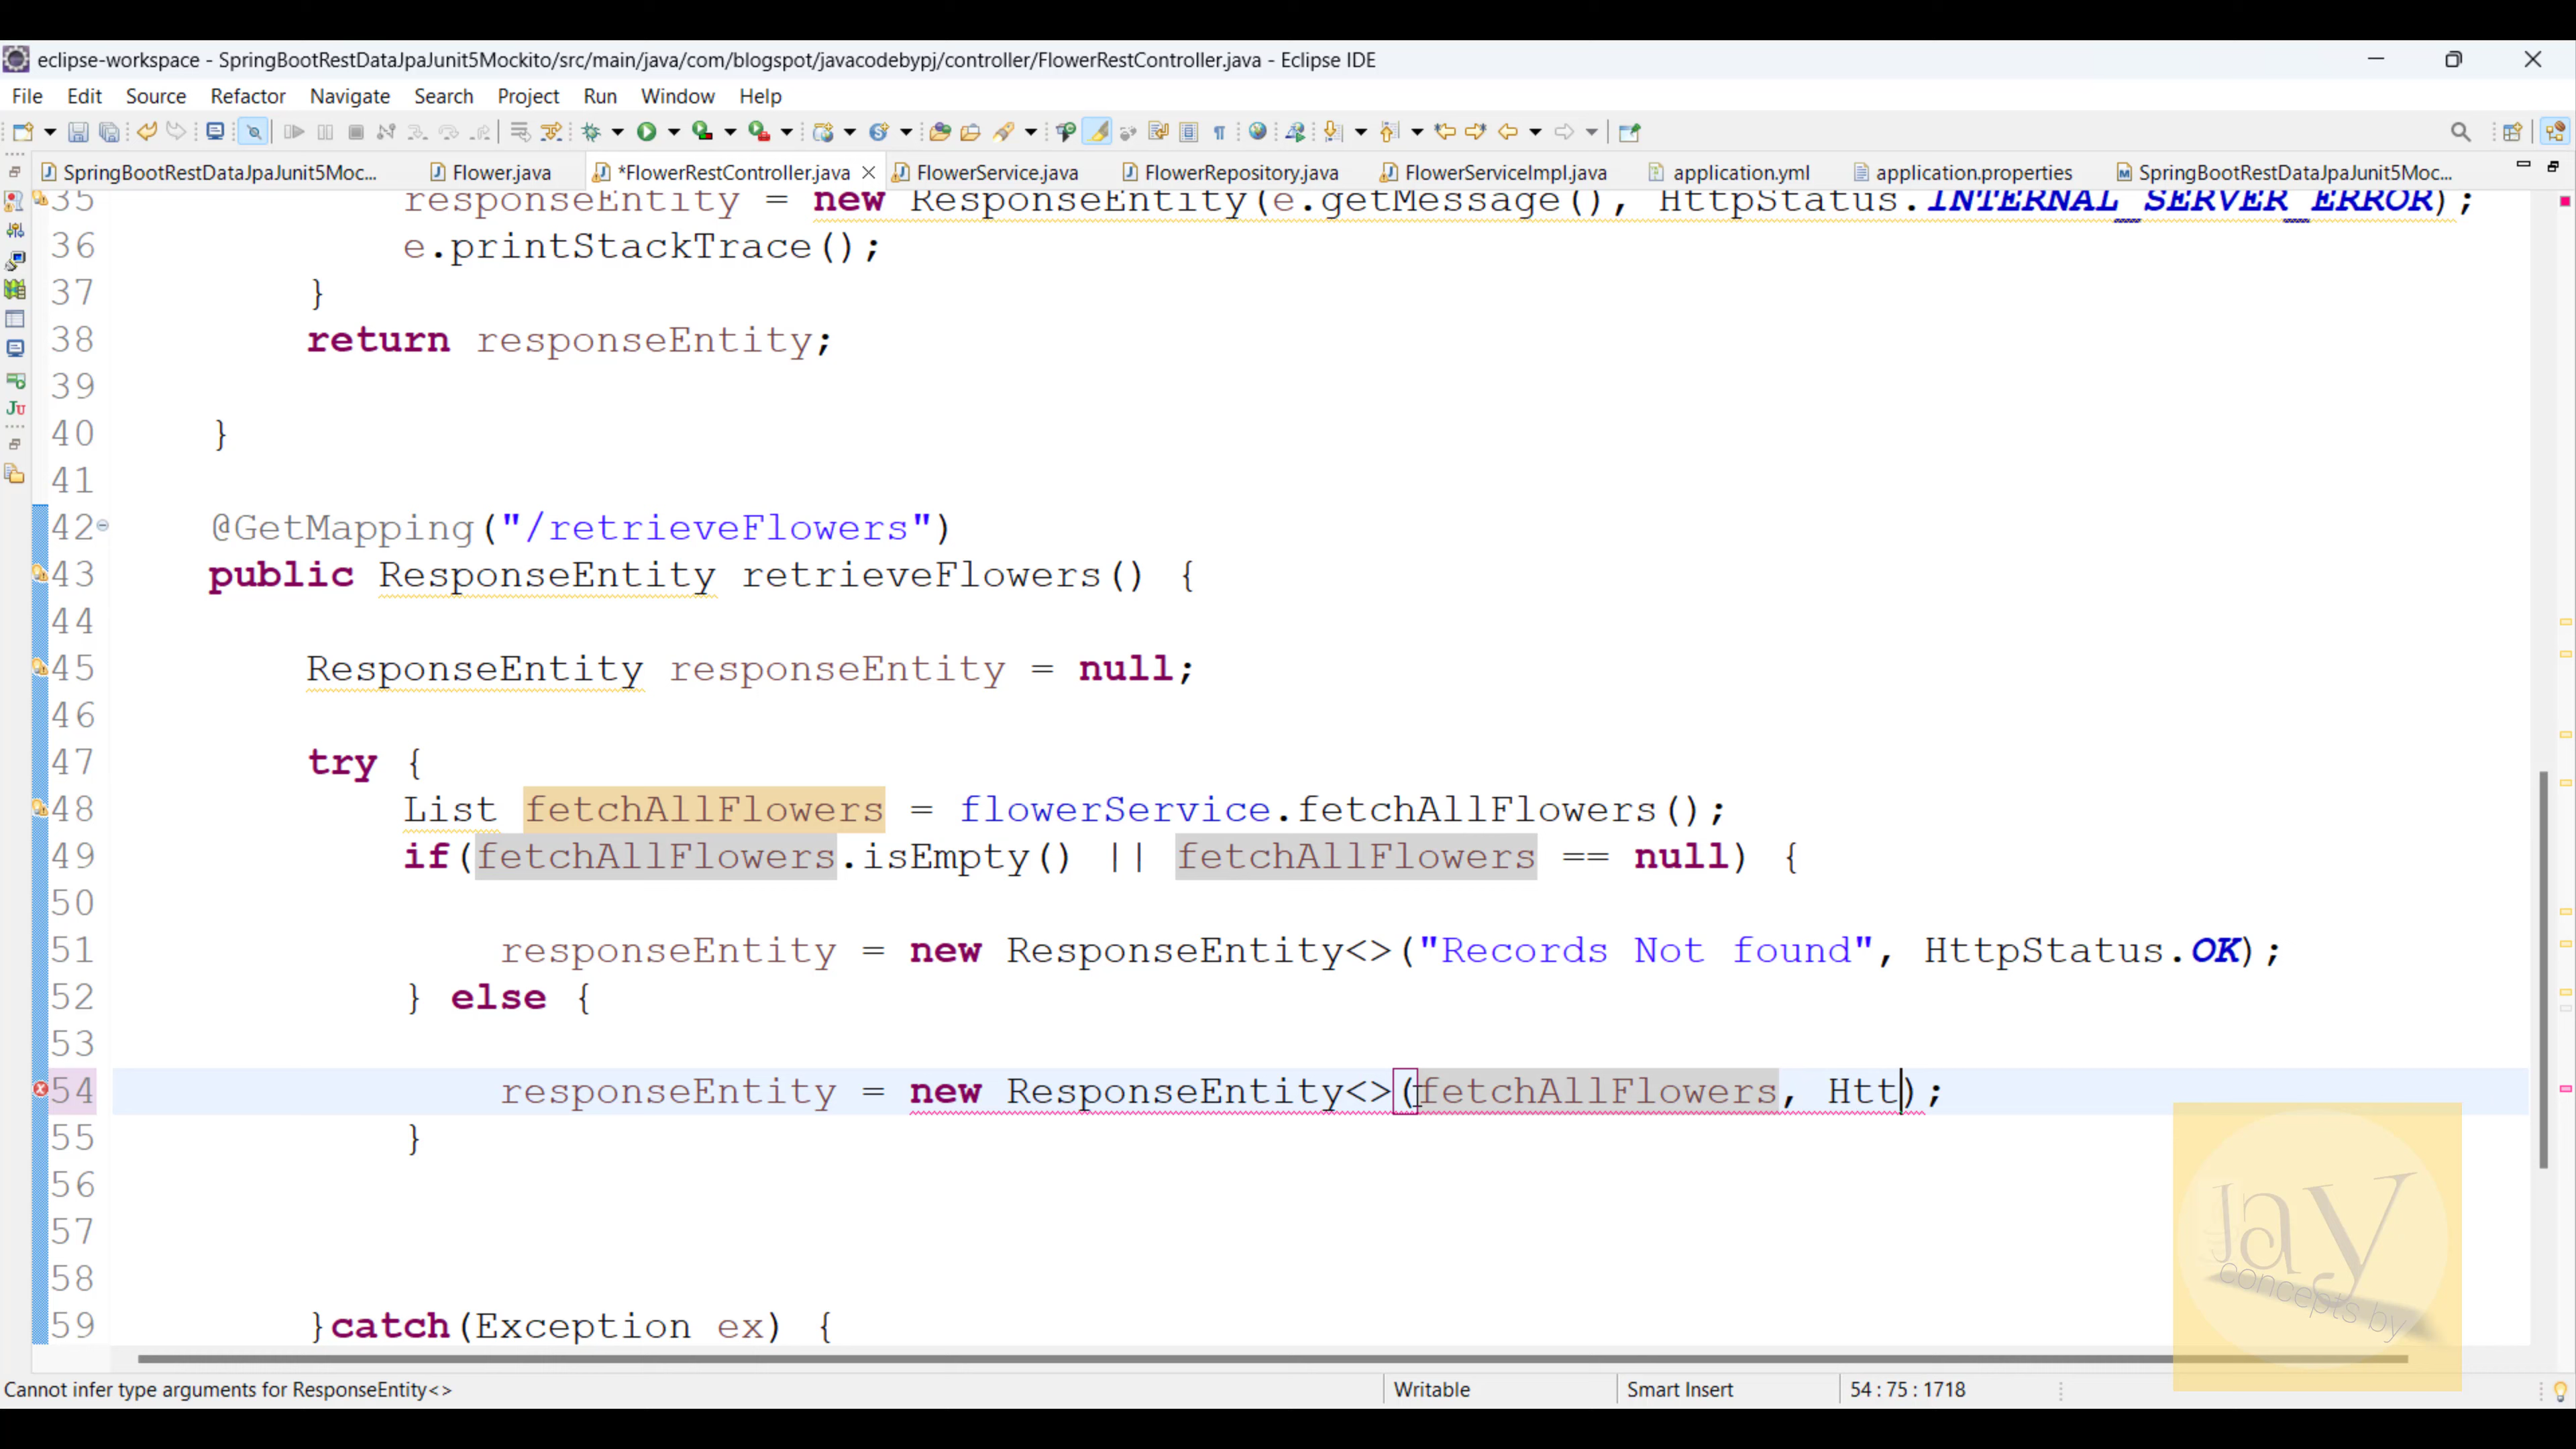 eclipse-workspace - SpringBootRestDataJpaJunit5Mockito/src/main/java/com/blogspot/javacodebypj/controller/FlowerRestController.java - Eclipse IDE
File Edit Source Refactor Navigate Search Project Run Window Help
SpringBootRestDataJpaJunit5Moc... Flower.java *FlowerRestController.java FlowerService.java FlowerRepository.java FlowerServiceImpl.java application.yml application.properties SpringBootRestDataJpaJunit5Moc...
35 responseEntity = new ResponseEntity(e.getMessage(), HttpStatus.INTERNAL_SERVER_ERROR);
36 e.printStackTrace();
37 }
38 return responseEntity;
39
40 }
41
42 @GetMapping("/retrieveFlowers")
43 public ResponseEntity retrieveFlowers() {
44
45 ResponseEntity responseEntity = null;
46
47 try {
48 List fetchAllFlowers = flowerService.fetchAllFlowers();
49 if(fetchAllFlowers.isEmpty() || fetchAllFlowers == null) {
50
51 responseEntity = new ResponseEntity<>("Records Not found", HttpStatus.OK);
52 } else {
53
54 responseEntity = new ResponseEntity<>(fetchAllFlowers, Htt);
55 }
56
57
58
59 }catch(Exception ex) {
Jay
concepts by
Cannot infer type arguments for ResponseEntity<> Writable Smart Insert 54 : 75 : 1718